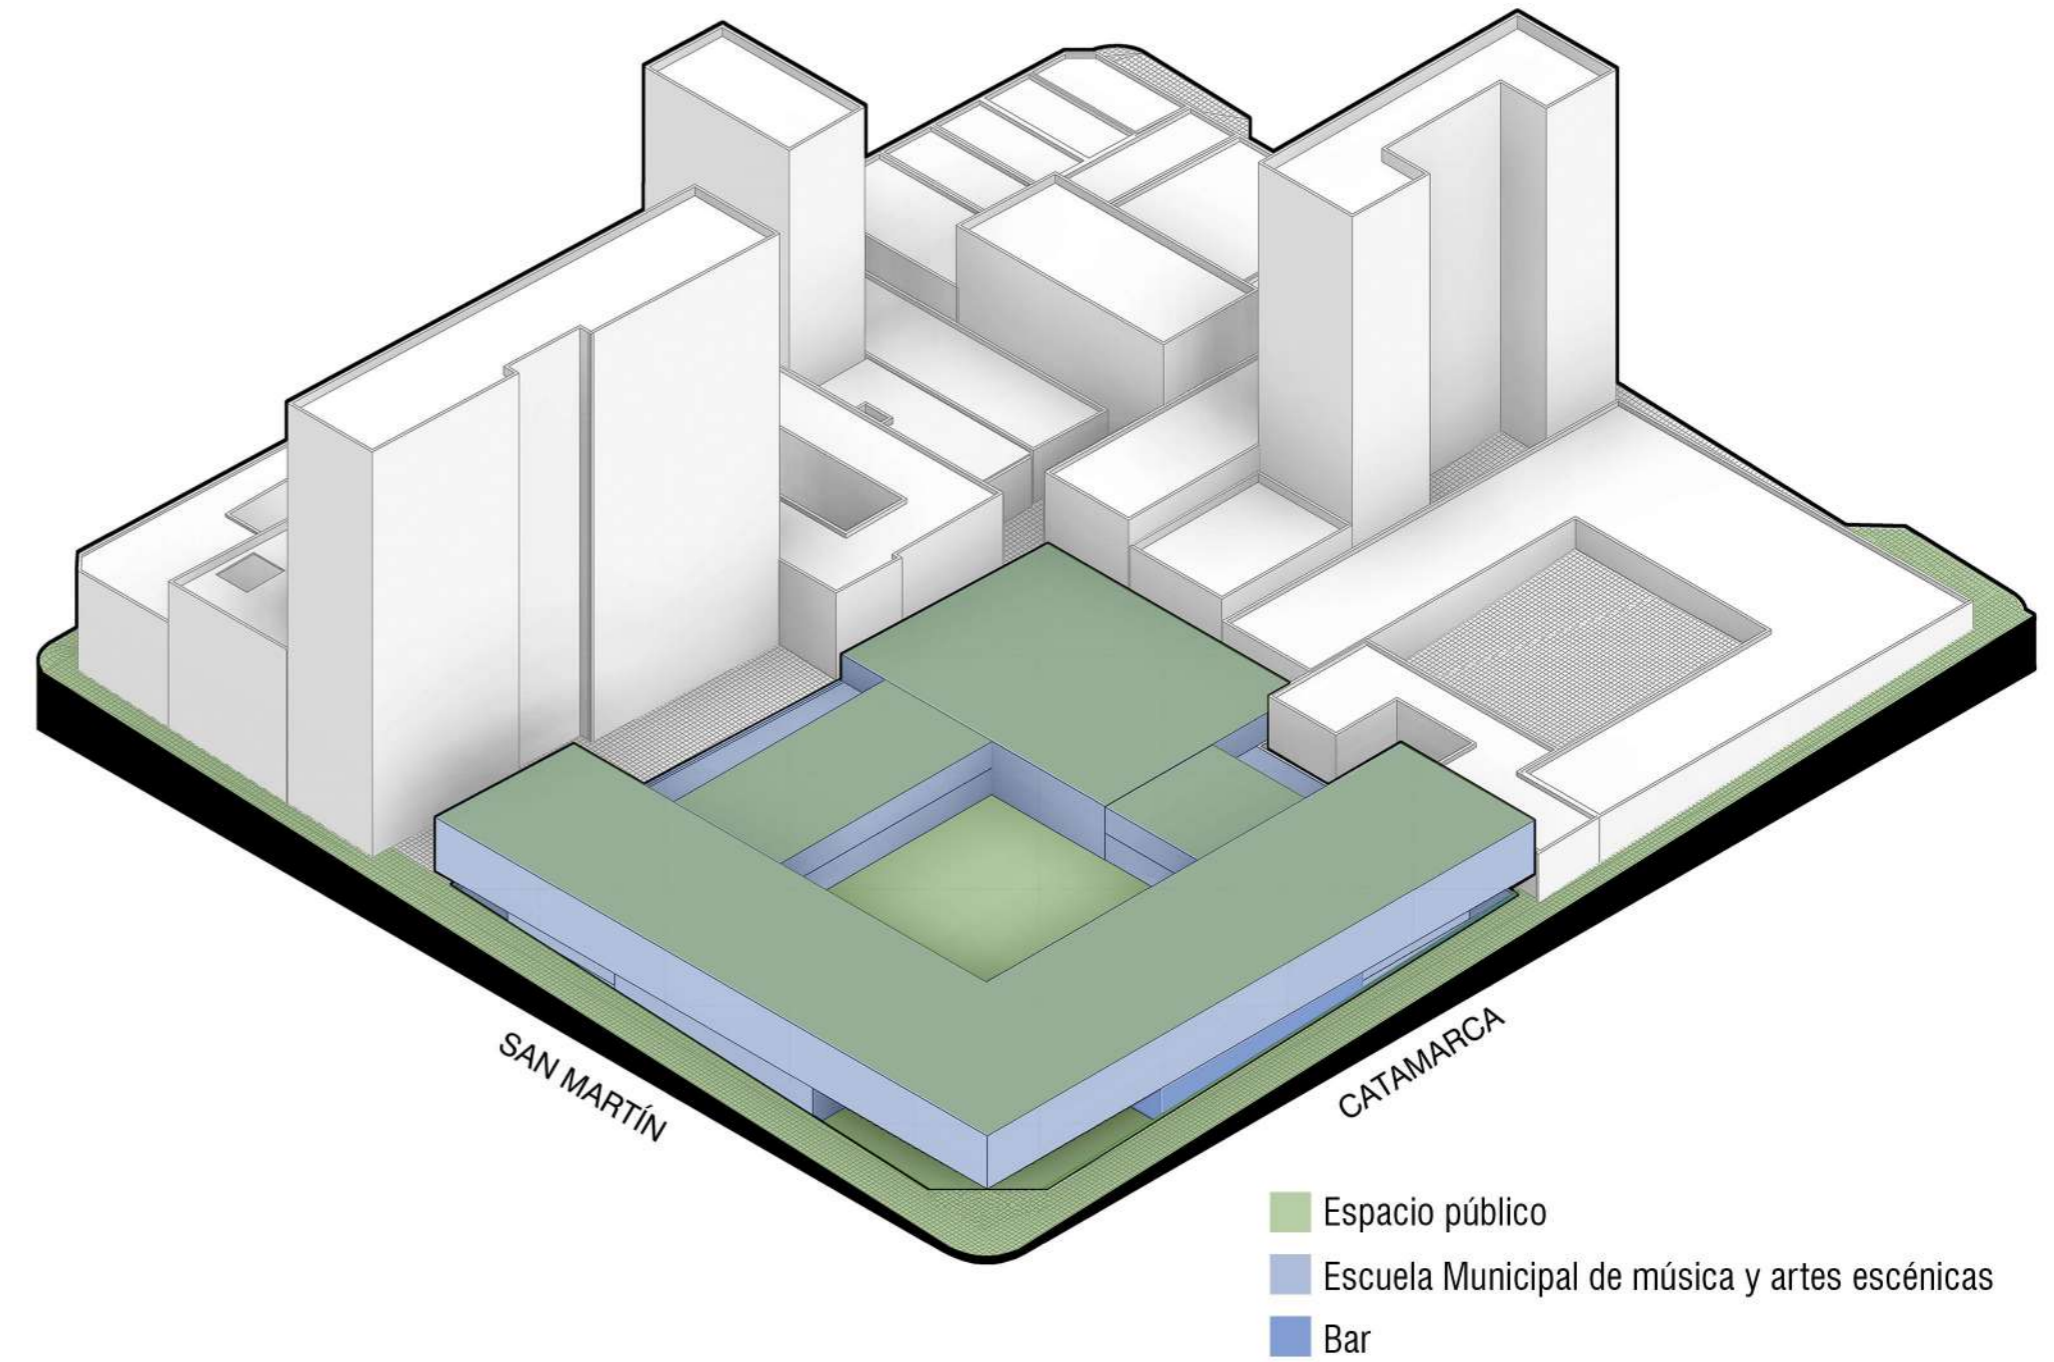 SAN MARTÍN
CATAMARCA
Espacio público
Escuela Municipal de música y artes escénicas
Bar